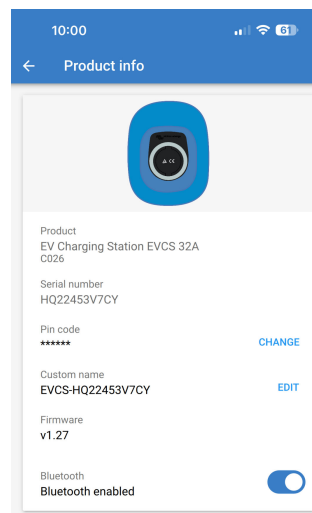 10:00
61
Product info
Product
EV Charging Station EVCS 32A
C026
Serial number
HQ22453V7CY
Pin code
******
CHANGE
Custom name
EVCS-HQ22453V7CY
EDIT
Firmware
v1.27
Bluetooth
Bluetooth enabled